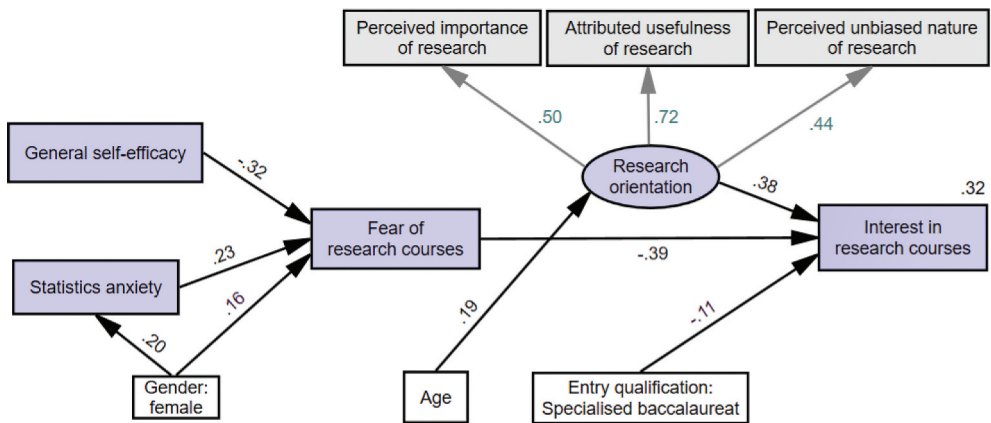 Perceived importance
of research
Attributed usefulness
of research
Perceived unbiased nature
of research
.50
.72
.44
General self-efficacy
-.32
Research
orientation
.38
.32
Fear of
research courses
Interest in
research courses
.23
-.39
Statistics anxiety
.16
.20
.19
-.11
Gender:
female
Age
Entry qualification:
Specialised baccalaureat